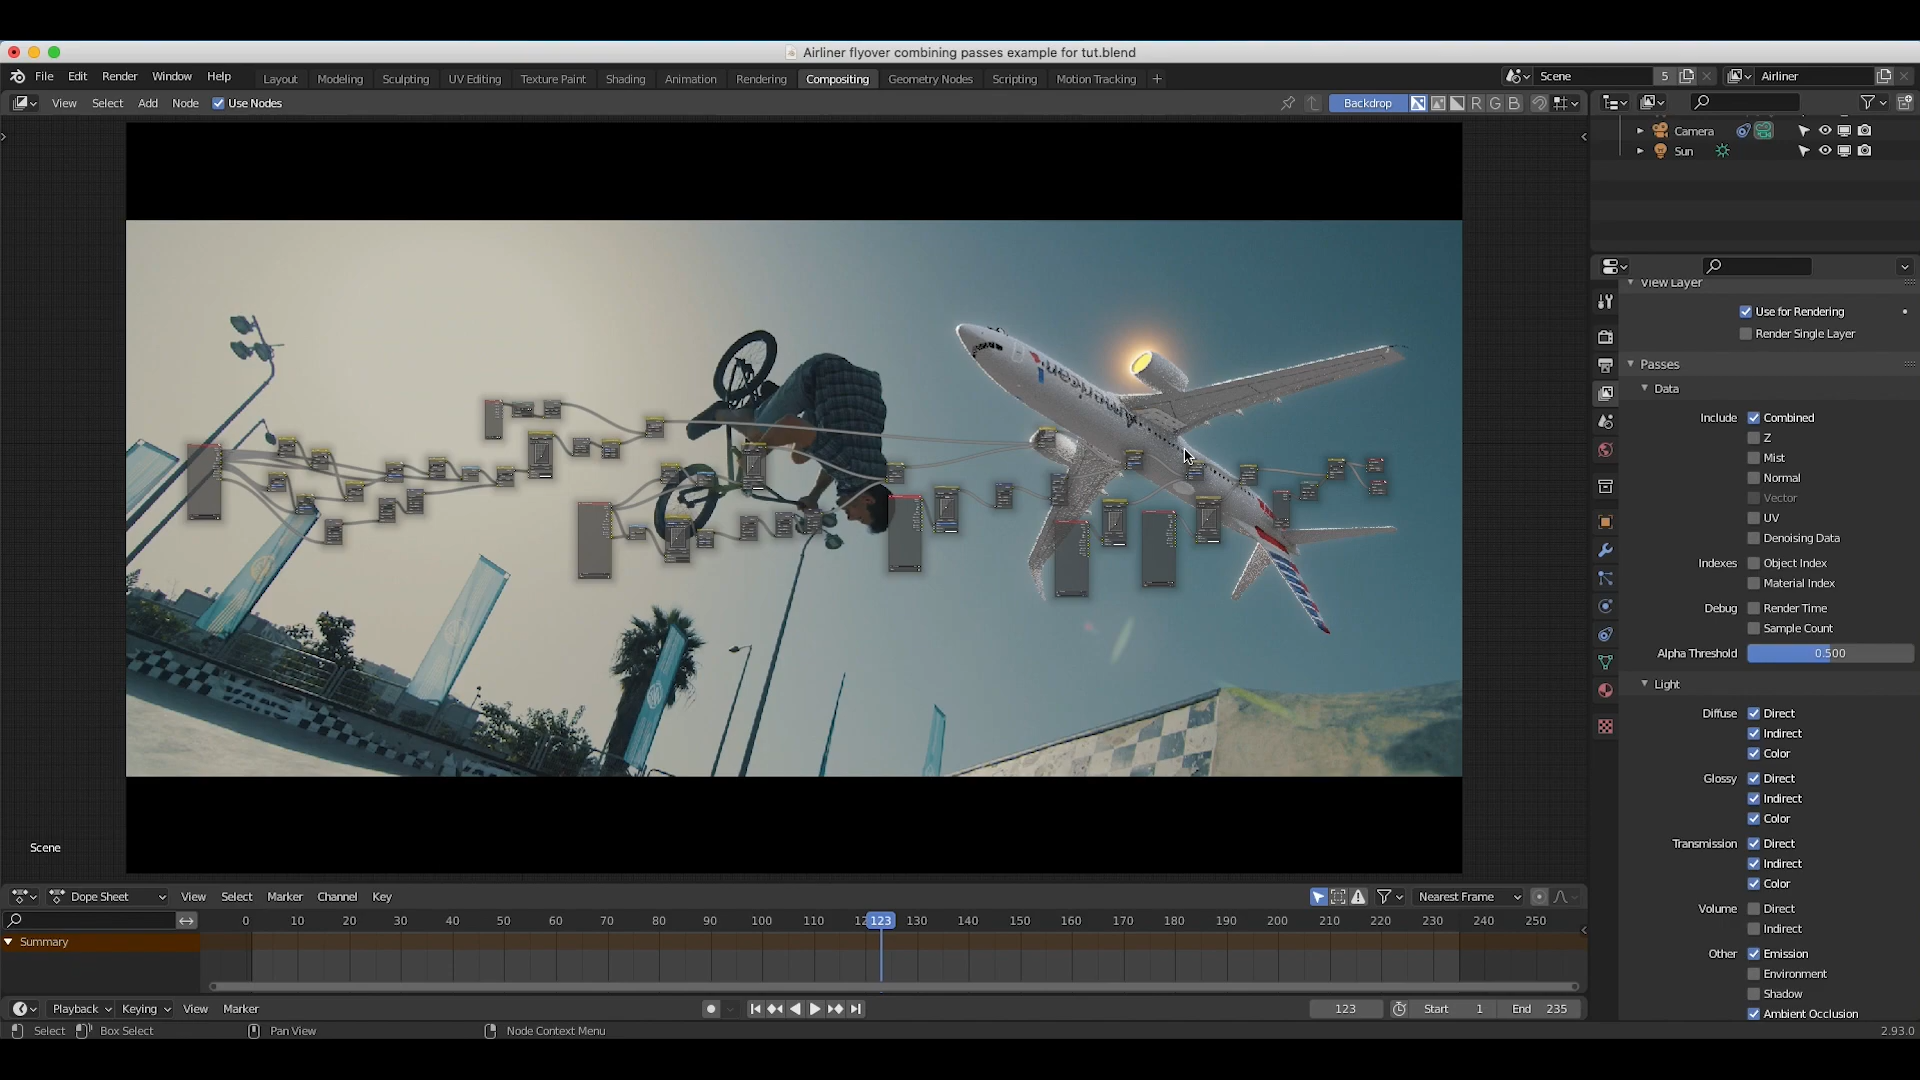 Airliner flyover combining passes example for tut.blend
File Edit Render Window Help Layout Modeling Sculpting UV Editing Texture Paint Shading Animation Rendering Compositing Geometry Nodes Scripting Motion Tracking + Scene 5 Airliner
View Select Add Node Use Nodes Backdrop R G B
Camera
Sun
View Layer
Use for Rendering
Render Single Layer
Passes
Data
Include Combined
Z
Mist
Normal
Vector
UV
Denoising Data
Indexes Object Index
Material Index
Debug Render Time
Sample Count
Alpha Threshold 0.500
Light
Diffuse Direct
Indirect
Color
Glossy Direct
Indirect
Color
Transmission Direct
Indirect
Color
Volume Direct
Indirect
Other Emission
Environment
Shadow
Ambient Occlusion
American
VANS
Scene
Dope Sheet View Select Marker Channel Key Nearest Frame
0 10 20 30 40 50 60 70 80 90 100 110 12 123 130 140 150 160 170 180 190 200 210 220 230 240 250
Summary
Playback Keying View Marker 123 Start 1 End 235
Select Box Select Pan View Node Context Menu 2.93.0